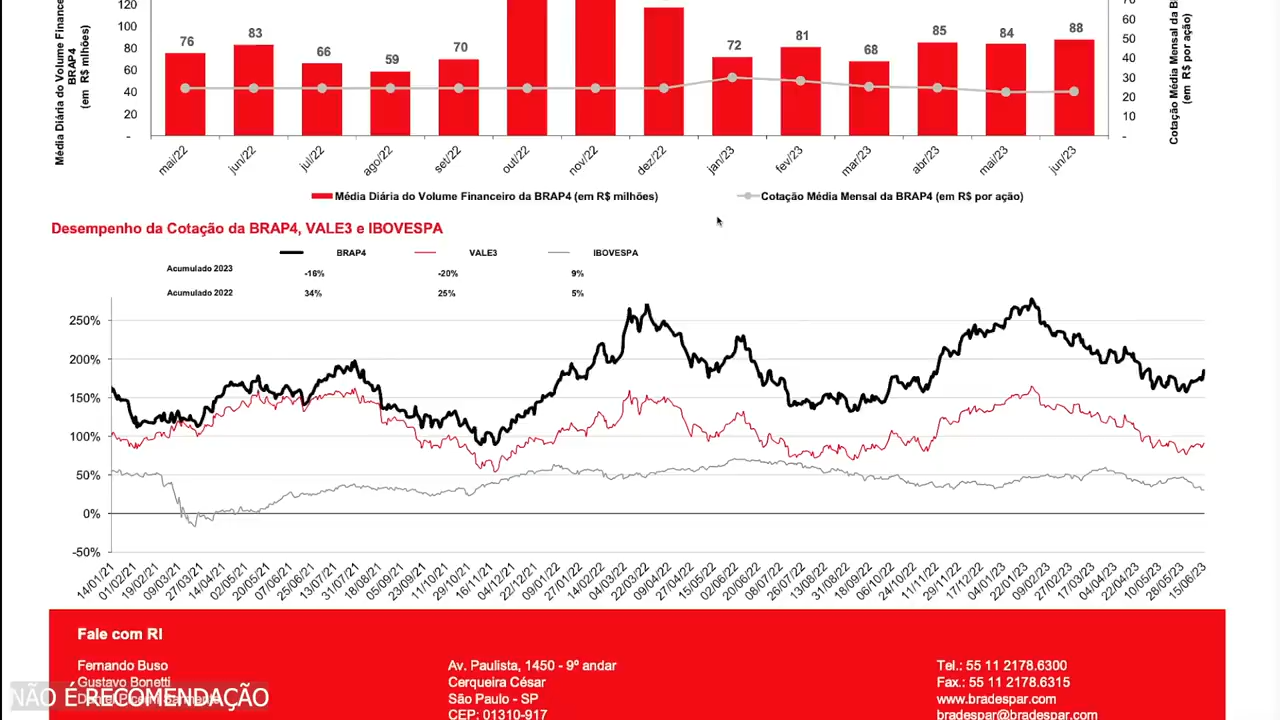 120
100
80
60
40
20
-
Média Diária do Volume Finance
BRAP4
(em R$ milhões)
76
83
66
59
70
72
81
68
85
84
88
70
60
50
40
30
20
10
-
Cotação Média Mensal da B
(em R$ por ação)
mai/22
jun/22
jul/22
ago/22
set/22
out/22
nov/22
dez/22
jan/23
fev/23
mar/23
abr/23
mai/23
jun/23
Média Diária do Volume Financeiro da BRAP4 (em R$ milhões)
Cotação Média Mensal da BRAP4 (em R$ por ação)
Desempenho da Cotação da BRAP4, VALE3 e IBOVESPA
BRAP4 VALE3 IBOVESPA
Acumulado 2023 -16% -20% 9%
Acumulado 2022 34% 25% 5%
250%
200%
150%
100%
50%
0%
-50%
14/01/21
01/02/21
19/02/21
09/03/21
27/03/21
14/04/21
02/05/21
20/05/21
07/06/21
25/06/21
13/07/21
31/07/21
18/08/21
05/09/21
23/09/21
11/10/21
29/10/21
16/11/21
04/12/21
22/12/21
09/01/22
27/01/22
14/02/22
04/03/22
22/03/22
09/04/22
27/04/22
15/05/22
02/06/22
20/06/22
08/07/22
26/07/22
13/08/22
31/08/22
18/09/22
06/10/22
24/10/22
11/11/22
29/11/22
17/12/22
04/01/23
22/01/23
09/02/23
27/02/23
17/03/23
04/04/23
22/04/23
10/05/23
28/05/23
15/06/23
Fale com RI
Fernando Buso
Gustavo Bonetti
NÃO É RECOMENDAÇÃO
Av. Paulista, 1450 - 9º andar
Cerqueira César
São Paulo - SP
CEP: 01310-917
Tel.: 55 11 2178.6300
Fax.: 55 11 2178.6315
www.bradespar.com
bradespar@bradespar.com